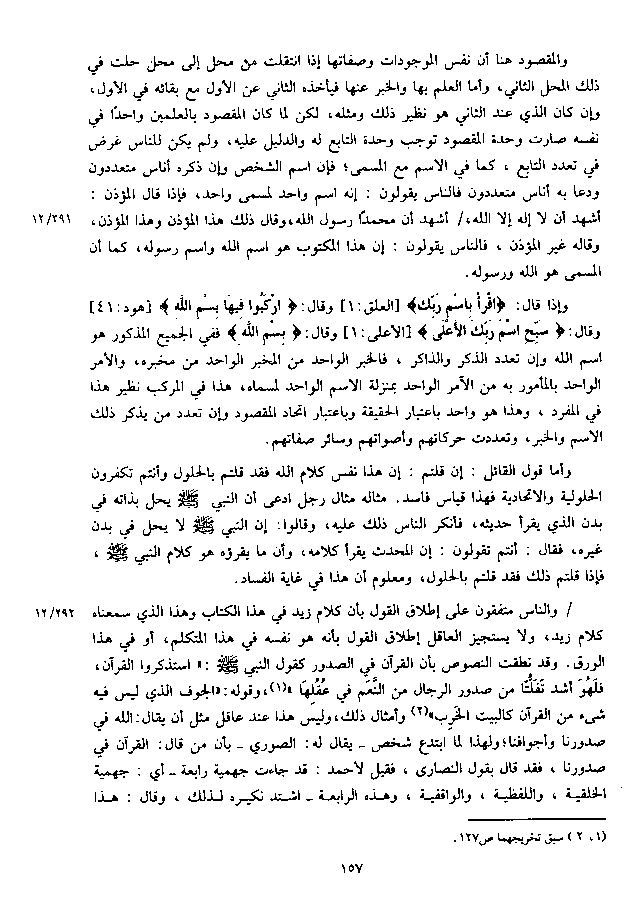 والمقصود هنا أن نفس الموجودات وصفاتها إذا انتقلت من محل إلى محل حلت في
ذلك المحل الثاني، وأما العلم بها والخبر عنها فيأخذه الثاني عن الأول مع بقائه في الأول،
وإن كان الذي عند الثاني هو نظير ذلك ومثله، لكن لما كان المقصود بالعلمين واحدًا في
نفسه صارت وحدة المقصود توجب وحدة التابع له والدليل عليه، ولم يكن للناس غرض
في تعدد التابع ، كما في الاسم مع المسمى؛ فإن اسم الشخص وإن ذكره أناس متعددون
ودعا به أناس متعددون فالناس يقولون : إنه اسم واحد لمسمى واحد، فإذا قال المؤذن :
أشهد أن لا إله إلا الله،/ أشهد أن محمدًا رسول الله،وقال ذلك هذا المؤذن وهذا المؤذن، ١٢/٢٩١
وقاله غير المؤذن ، فالناس يقولون : إن هذا المكتوب هو اسم الله واسم رسوله، كما أن
المسمى هو الله ورسوله.
وإذا قال: ﴿اقْرَأْ بِاسْمِ رَبِّكَ﴾ [العلق:١] وقال:﴿ ارْكَبُوا فِيهَا بِسْمِ اللَّهِ ﴾ [هود:٤١]
وقال:﴿ سَبِّحِ اسْمَ رَبِّكَ الأَعْلَى ﴾ [الأعلى:١] وقال:﴿ بِسْمِ اللَّهِ ﴾ ففي الجميع المذكور هو
اسم الله وإن تعدد الذكر والذاكر ، فالخبر الواحد من المخبر الواحد من مخبره، والأمر
الواحد بالمأمور به من الآمر الواحد بمنزلة الاسم الواحد لمسماه، هذا في المركب نظير هذا
في المفرد ، وهذا هو واحد باعتبار الحقيقة وباعتبار اتحاد المقصود وإن تعدد من يذكر ذلك
الاسم والخبر، وتعددت حركاتهم وأصواتهم وسائر صفاتهم.
وأما قول القائل : إن قلتم : إن هذا نفس كلام الله فقد قلتم بالحلول وأنتم تكفرون
الحلولية والاتحادية فهذا قياس فاسد. مثاله مثال رجل ادعى أن النبي ﷺ يحل بذاته في
بدن الذي يقرأ حديثه، فأنكر الناس ذلك عليه، وقالوا: إن النبي ﷺ لا يحل في بدن
غيره، فقال : أنتم تقولون : إن المحدث يقرأ كلامه، وأن ما يقرؤه هو كلام النبي ﷺ ،
فإذا قلتم ذلك فقد قلتم بالحلول، ومعلوم أن هذا في غاية الفساد.
/ والناس متفقون على إطلاق القول بأن كلام زيد في هذا الكتاب وهذا الذي سمعناه ١٢/٢٩٢
كلام زيد، ولا يستجيز العاقل إطلاق القول بأنه هو نفسه في هذا المتكلم، أو في هذا
الورق. وقد نطقت النصوص بأن القرآن في الصدور كقول النبي ﷺ :« استذكروا القرآن،
فَلَهُوَ أشد تَفَلُّتًا من صدور الرجال من النَّعَم في عُقُلِهَا »(١)،وقوله:«الجوف الذي ليس فيه
شىء من القرآن كالبيت الخَرِب»(٢) وأمثال ذلك،وليس هذا عند عاقل مثل أن يقال:الله في
صدورنا وأجوافنا؛ولهذا لما ابتدع شخص ـ يقال له: الصوري ـ بأن من قال: القرآن في
صدورنا ، فقد قال بقول النصارى ، فقيل لأحمد : قد جاءت جهمية رابعة ـ أي : جهمية
الخلقية ، واللفظية ، والواقفية ، وهذه الرابعة ـ اشتد نكيره لذلك ، وقال : هذا
(١، ٢ ) سبق تخريجهما ص١٢٧.
١٥٧